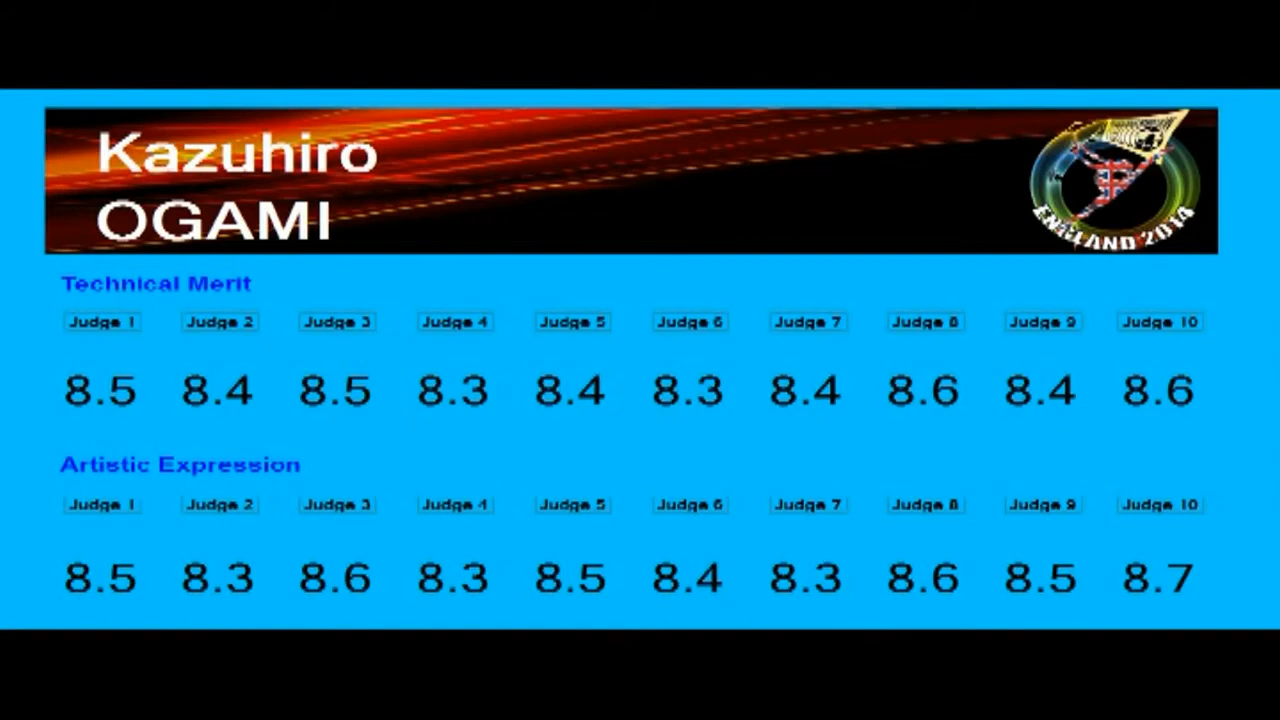 Kazuhiro
OGAMI
ENGLAND 2014
Technical Merit
Judge 1 Judge 2 Judge 3 Judge 4 Judge 5 Judge 6 Judge 7 Judge 8 Judge 9 Judge 10
8.5 8.4 8.5 8.3 8.4 8.3 8.4 8.6 8.4 8.6
Artistic Expression
Judge 1 Judge 2 Judge 3 Judge 4 Judge 5 Judge 6 Judge 7 Judge 8 Judge 9 Judge 10
8.5 8.3 8.6 8.3 8.5 8.4 8.3 8.6 8.5 8.7